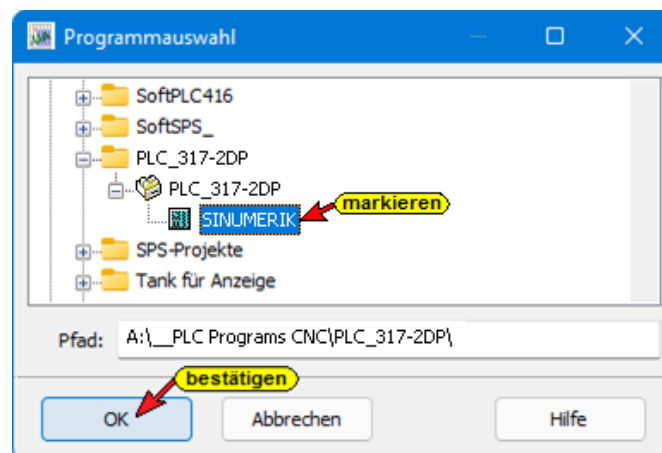 Programmauswahl
SoftPLC416
SoftSPS_
PLC_317-2DP
PLC_317-2DP
markieren
SINUMERIK
SPS-Projekte
Tank für Anzeige
Pfad: A:\__PLC Programs CNC\PLC_317-2DP\
bestätigen
OK Abbrechen Hilfe